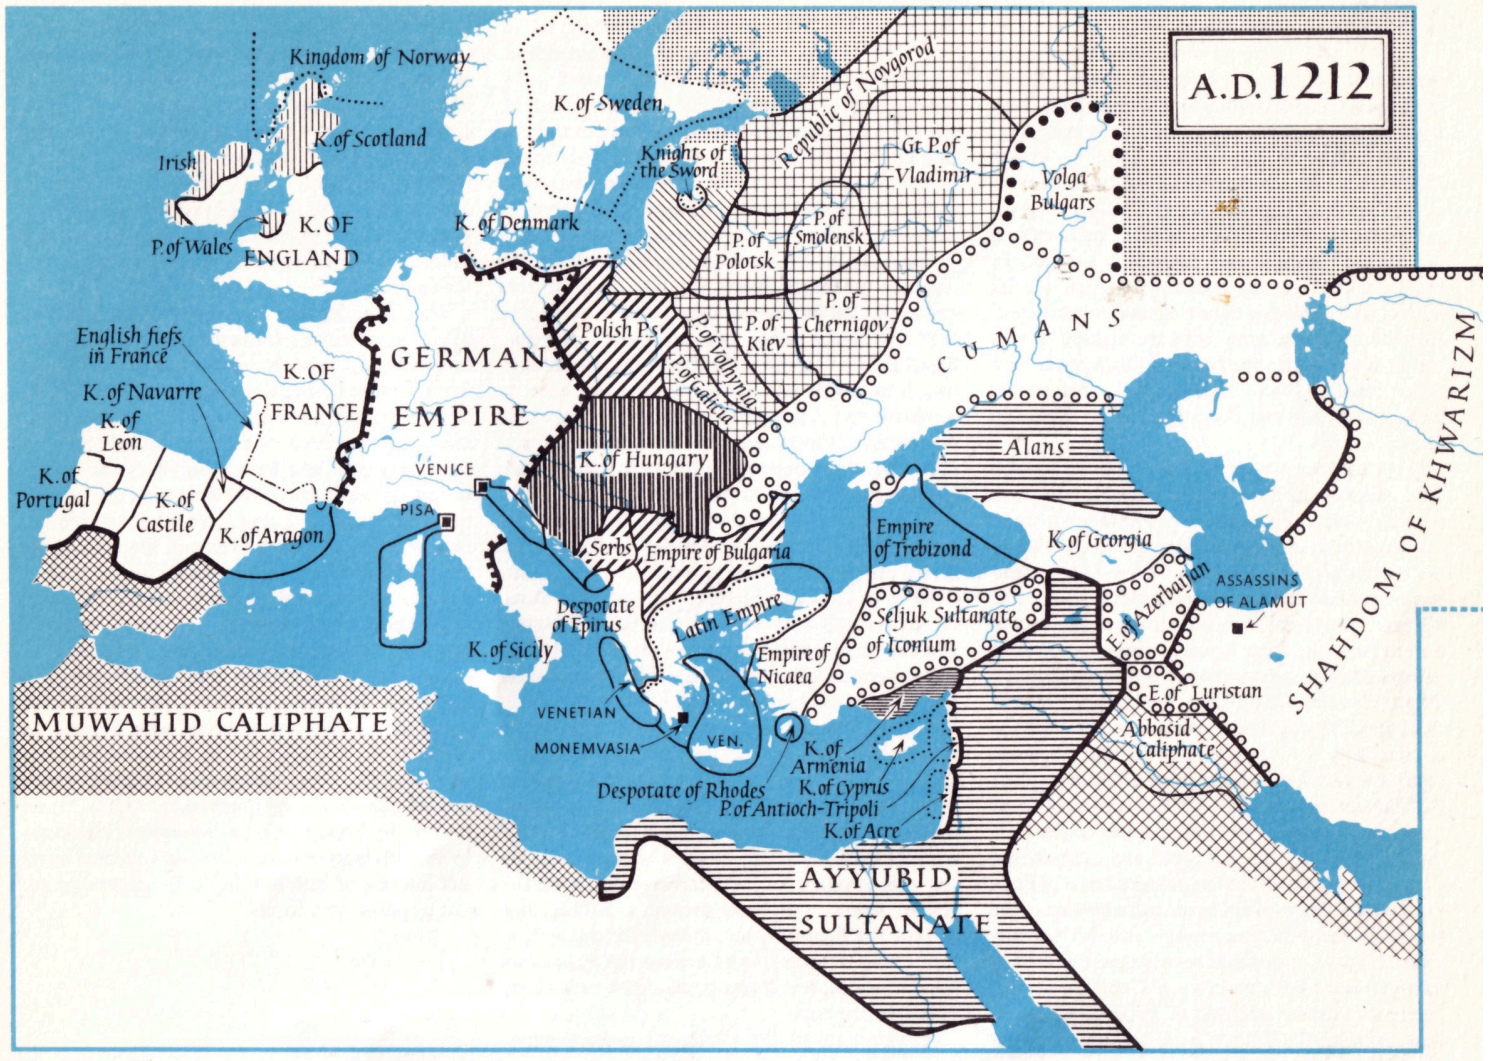 A.D. 1212
Kingdom of Norway
K. of Sweden
K. of Scotland
Irish
Knights of
the Sword
Republic of Novgorod
Gt P. of
Vladimir
Volga
Bulgars
K. of Denmark
P. of Wales
K. OF
ENGLAND
P. of
Polotsk
P. of
Smolensk
P. of
Chernigov
P. of
Kiev
P. of Volhynia
P. of Galicia
Polish P.s
CUMANS
English fiefs
in France
K. of Navarre
K. of
Leon
K. of
Portugal
K. of
Castile
K. of Aragon
K. OF
FRANCE
GERMAN
EMPIRE
VENICE
PISA
K. of Hungary
Alans
Serbs
Empire of Bulgaria
Empire
of Trebizond
K. of Georgia
E. of Azerbaijan
ASSASSINS
OF ALAMUT
SHAHDOM OF KHWARIZM
Despotate
of Epirus
Latin Empire
Seljuk Sultanate
of Iconium
K. of Sicily
Empire of
Nicaea
E. of Luristan
MUWAHID CALIPHATE
VENETIAN
MONEMVASIA
VEN.
Abbasid
Caliphate
K. of
Armenia
Despotate of Rhodes
K. of Cyprus
P. of Antioch-Tripoli
K. of Acre
AYYUBID
SULTANATE